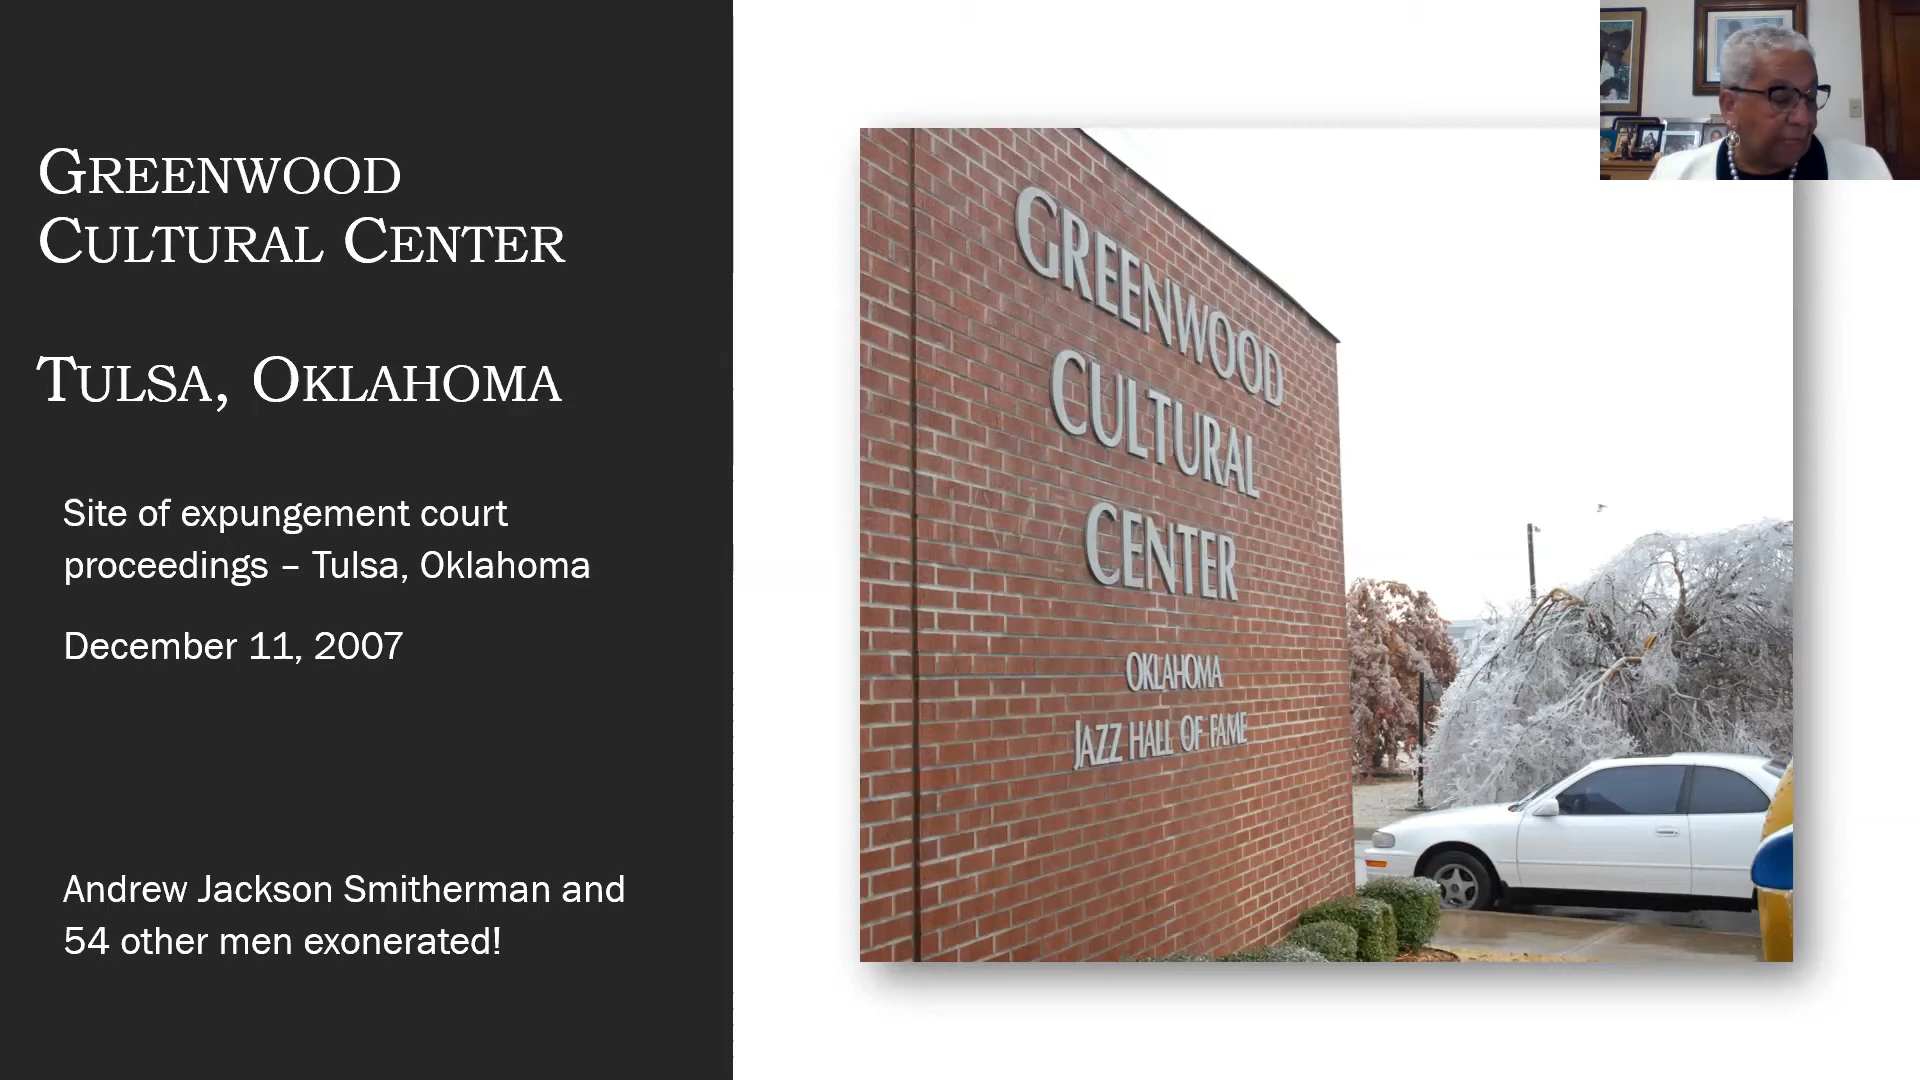 GREENWOOD
CULTURAL CENTER
TULSA, OKLAHOMA
Site of expungement court
proceedings – Tulsa, Oklahoma
December 11, 2007
Andrew Jackson Smitherman and
54 other men exonerated!
GREENWOOD
CULTURAL
CENTER
OKLAHOMA
JAZZ HALL OF FAME